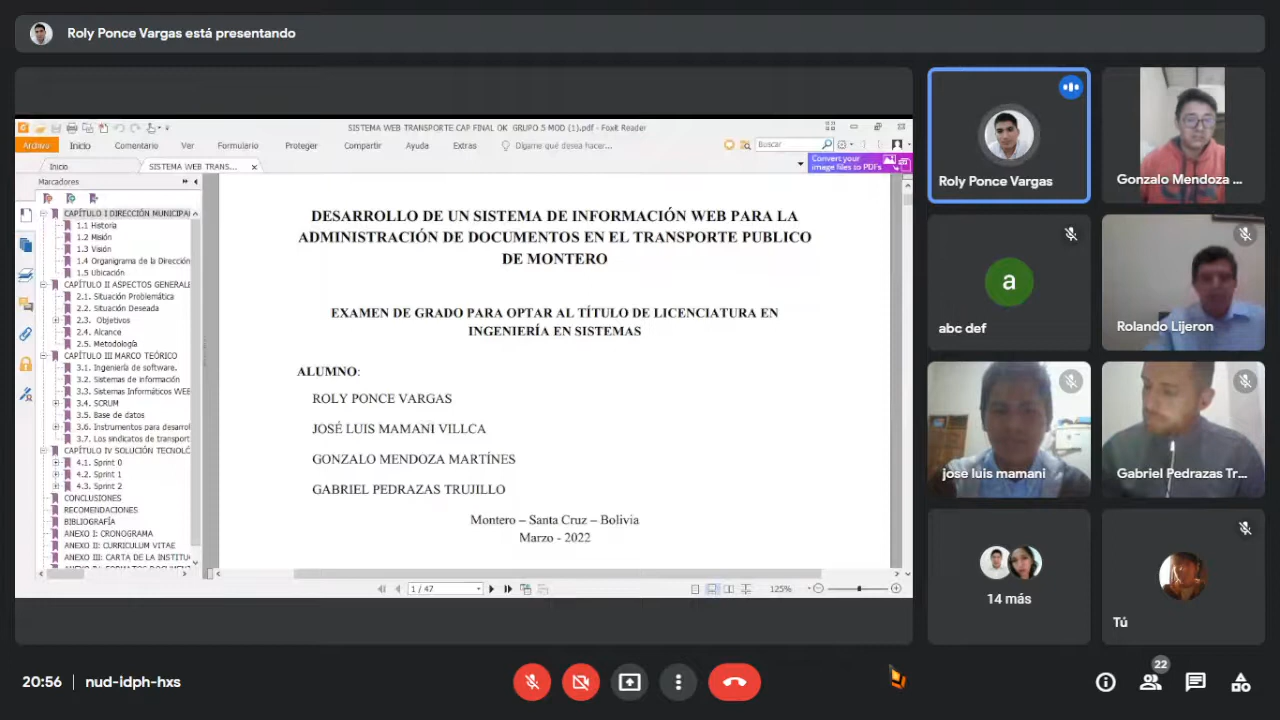 Roly Ponce Vargas está presentando
SISTEMA WEB TRANSPORTE CAP FINAL OK GRUPO 5 MOD (1).pdf - Foxit Reader
Archivo Inicio Comentario Ver Formulario Proteger Compartir Ayuda Extras Dígame qué desea hacer... Buscar
Inicio SISTEMA WEB TRANS...
Convert your
image files to PDFs
Marcadores
CAPÍTULO I DIRECCIÓN MUNICIPA
1.1 Historia
1.2 Misión
1.3 Visión
1.4 Organigrama de la Dirección
1.5 Ubicación
CAPÍTULO II ASPECTOS GENERALE
2.1. Situación Problemática
2.2. Situación Deseada
2.3. Objetivos
2.4. Alcance
2.5. Metodología
CAPÍTULO III MARCO TEÓRICO
3.1. Ingeniería de software.
3.2. Sistemas de información
3.3. Sistemas Informáticos WEB
3.4. SCRUM
3.5. Base de datos
3.6. Instrumentos para desarrol
3.7. Los sindicatos de transport
CAPÍTULO IV SOLUCIÓN TECNOLÓ
4.1. Sprint 0
4.2. Sprint 1
4.3. Sprint 2
CONCLUSIONES
RECOMENDACIONES
BIBLIOGRAFÍA
ANEXO I: CRONOGRAMA
ANEXO II: CURRICULUM VITAE
ANEXO III: CARTA DE LA INSTITU
DESARROLLO DE UN SISTEMA DE INFORMACIÓN WEB PARA LA
ADMINISTRACIÓN DE DOCUMENTOS EN EL TRANSPORTE PUBLICO
DE MONTERO
EXAMEN DE GRADO PARA OPTAR AL TÍTULO DE LICENCIATURA EN
INGENIERÍA EN SISTEMAS
ALUMNO:
ROLY PONCE VARGAS
JOSÉ LUIS MAMANI VILLCA
GONZALO MENDOZA MARTÍNES
GABRIEL PEDRAZAS TRUJILLO
Montero – Santa Cruz – Bolivia
Marzo - 2022
1 / 47
125%
Roly Ponce Vargas
Gonzalo Mendoza ...
a
abc def
Rolando Lijeron
jose luis mamani
Gabriel Pedrazas Tr...
14 más
Tú
20:56 | nud-idph-hxs
22